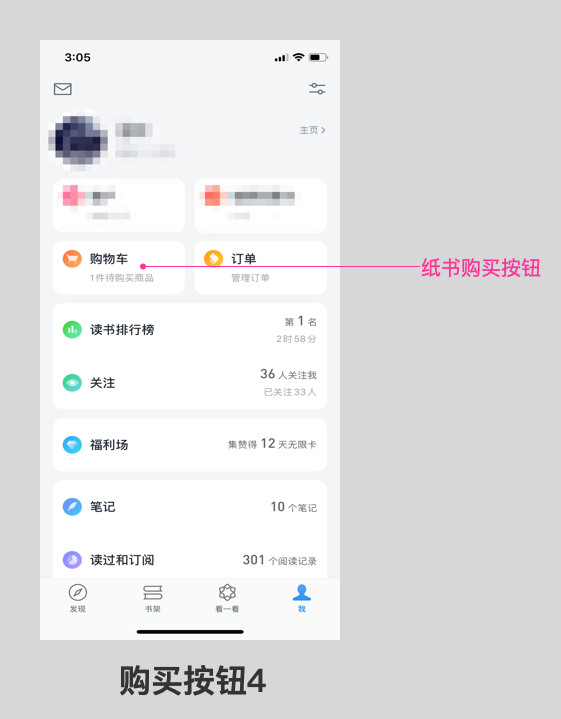 3:05
主页
购物车
1件待购买商品
订单
管理订单
纸书购买按钮
读书排行榜
第 1 名
2时58分
关注
36 人关注我
已关注33人
福利场
集赞得 12 天无限卡
笔记
10 个笔记
读过和订阅
301 个阅读记录
发现
书架
看一看
我
购买按钮4